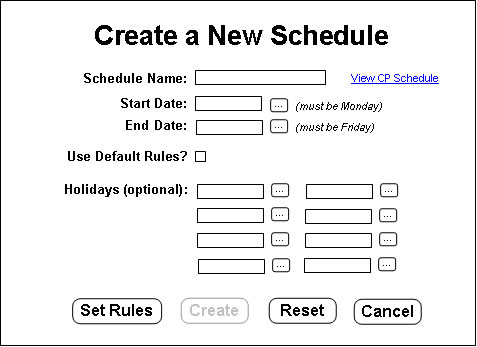 Create a New Schedule
Schedule Name: View CP Schedule
Start Date: ... (must be Monday)
End Date: ... (must be Friday)
Use Default Rules?
Holidays (optional): ... ...
... ...
... ...
... ...
Set Rules Create Reset Cancel